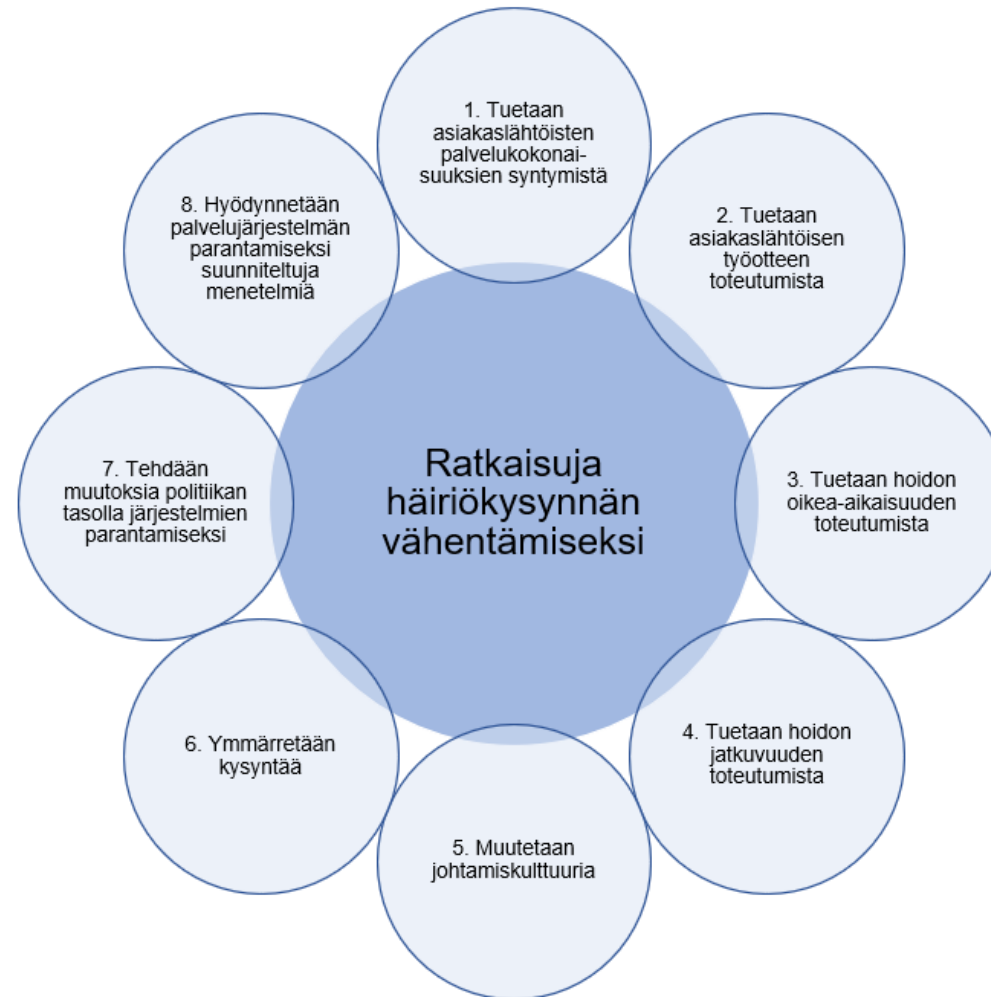 1. Tuetaan
asiakaslähtöisten
palvelukokonai-
suuksien syntymistä
2. Tuetaan
asiakaslähtöisen
työotteen
toteutumista
3. Tuetaan hoidon
oikea-aikaisuuden
toteutumista
4. Tuetaan hoidon
jatkuvuuden
toteutumista
5. Muutetaan
johtamiskulttuuria
6. Ymmärretään
kysyntää
7. Tehdään
muutoksia politiikan
tasolla järjestelmien
parantamiseksi
8. Hyödynnetään
palvelujärjestelmän
parantamiseksi
suunniteltuja
menetelmiä
Ratkaisuja
häiriökysynnän
vähentämiseksi